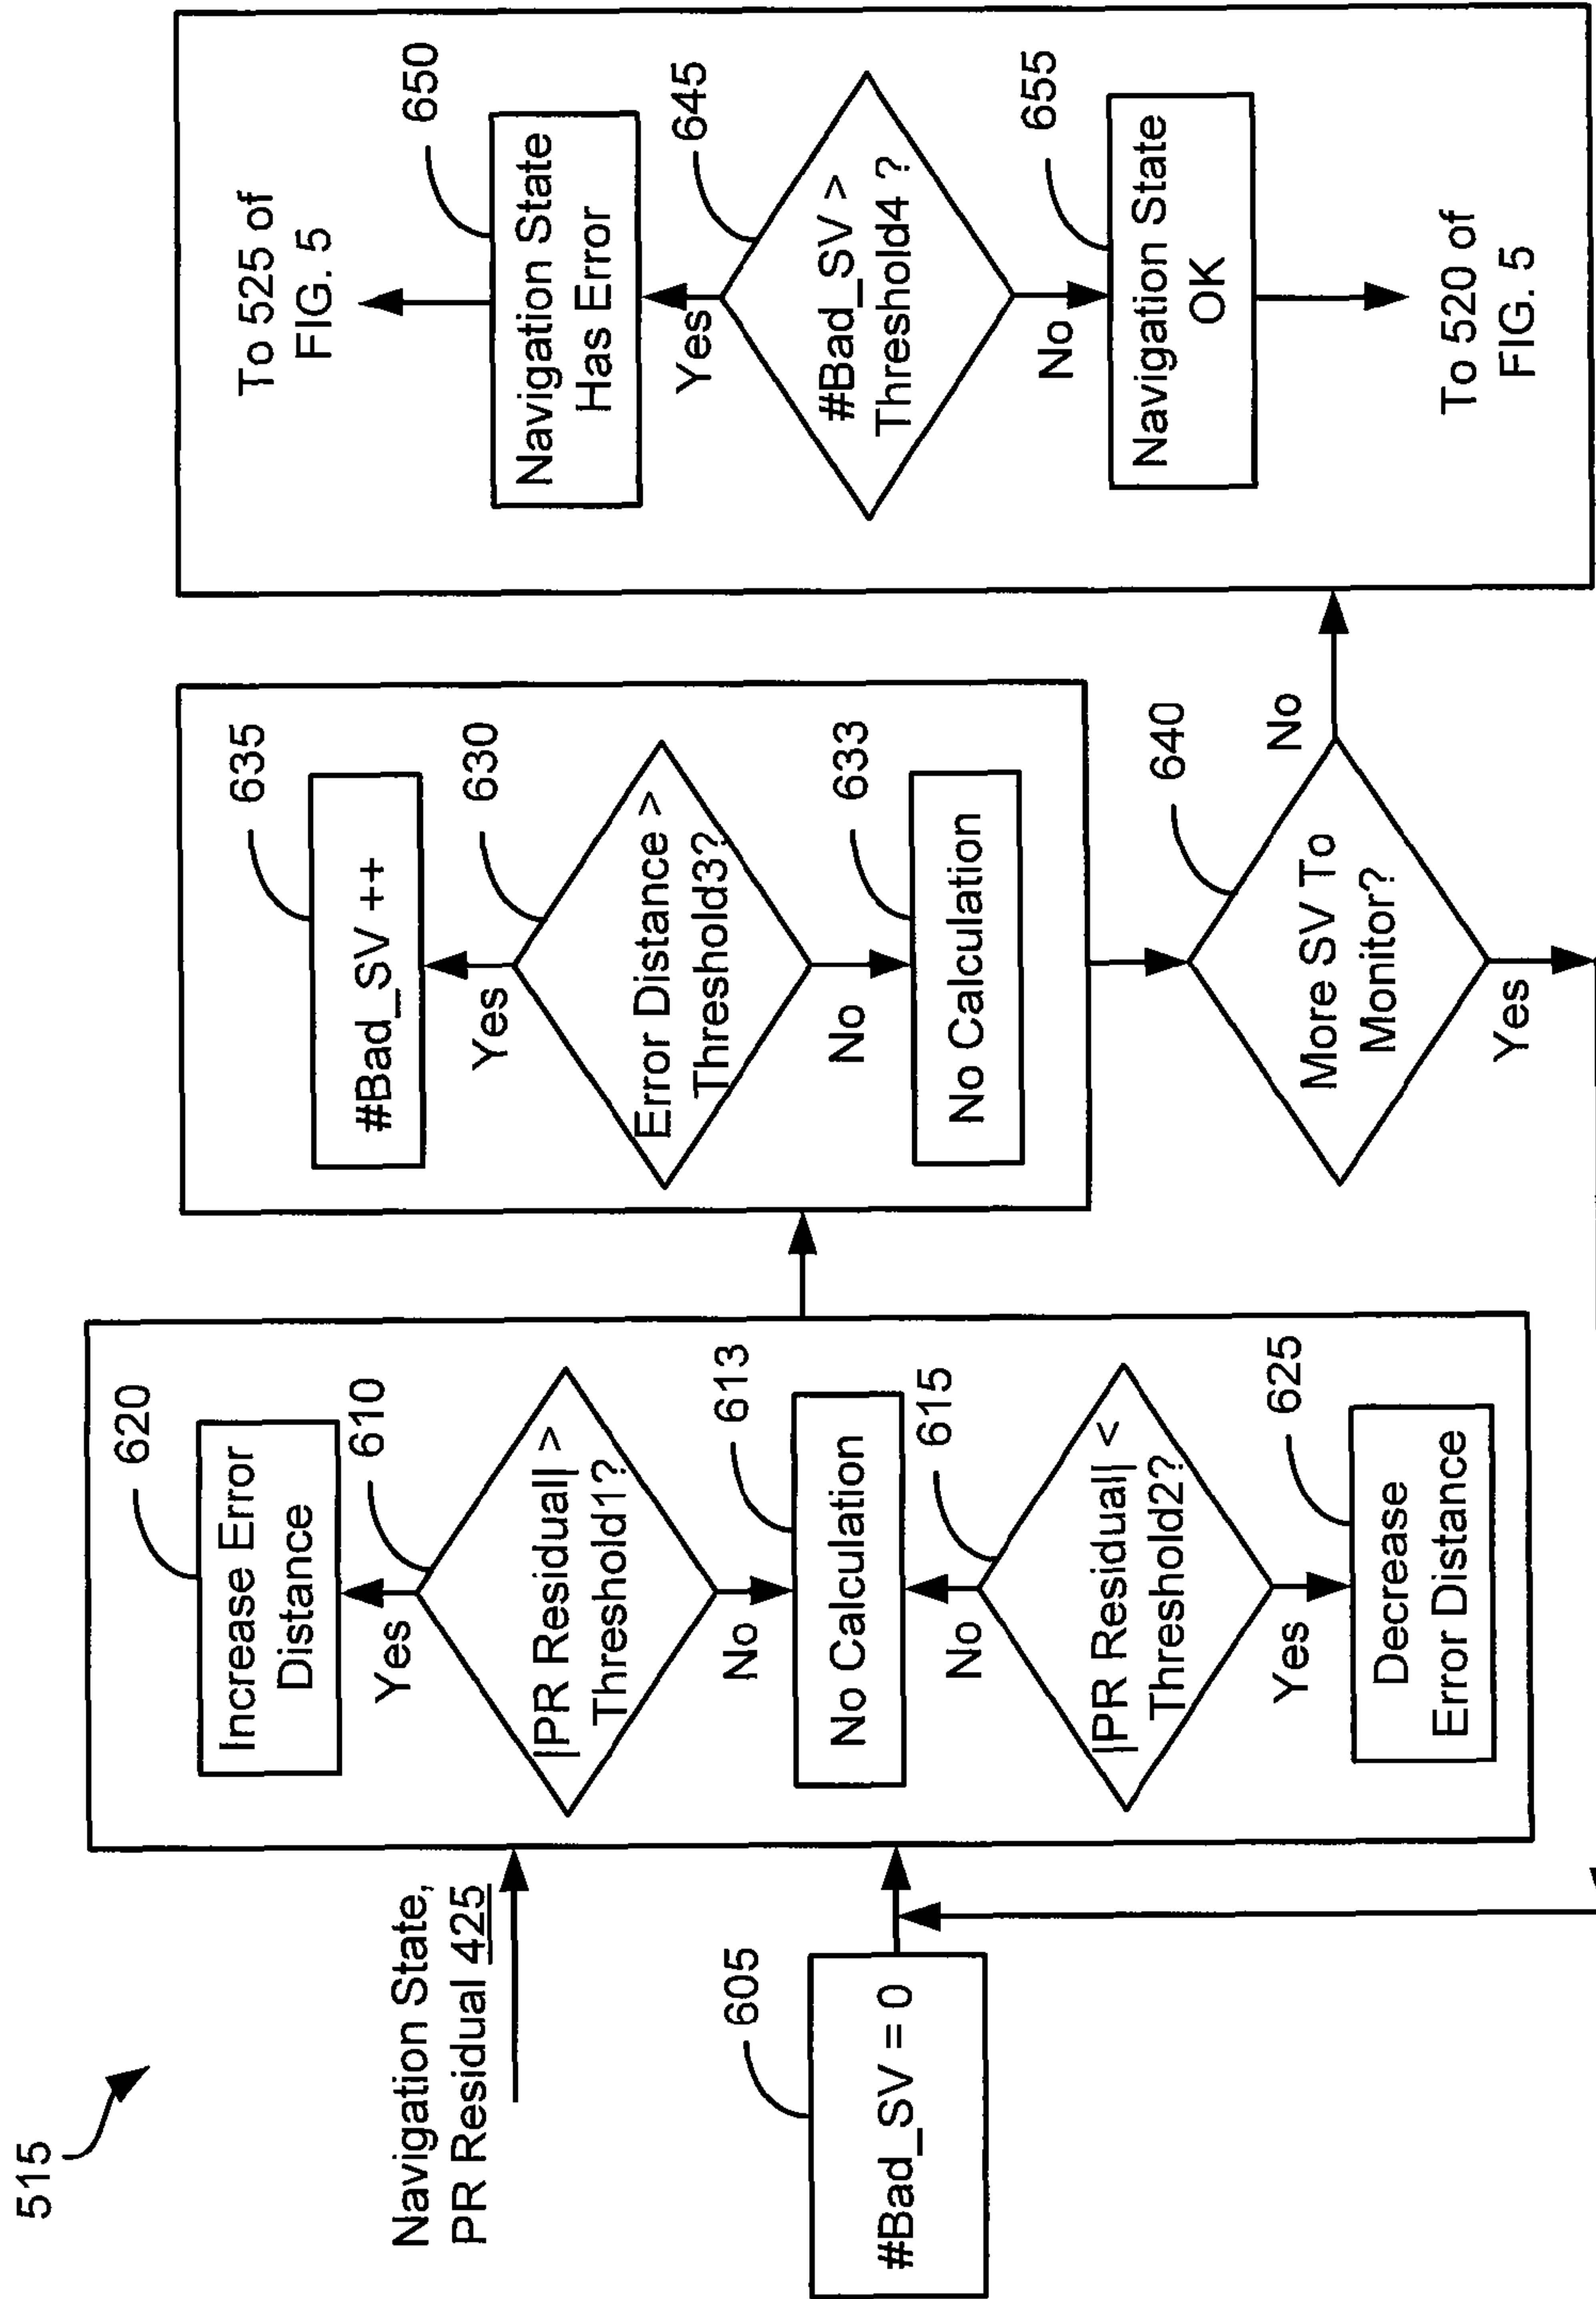 515
Navigation State,
PR Residual 425
605
#Bad_SV = 0
620
Increase Error
Distance
Yes
610
|PR Residual| >
Threshold1?
No
613
No Calculation
No
615
|PR Residual| <
Threshold2?
Yes
625
Decrease
Error Distance
635
#Bad_SV ++
Yes
630
Error Distance >
Threshold3?
No
633
No Calculation
640
More SV To
Monitor?
No
Yes
To 525 of
FIG. 5
650
Navigation State
Has Error
Yes
645
#Bad_SV >
Threshold4 ?
No
655
Navigation State
OK
To 520 of
FIG. 5